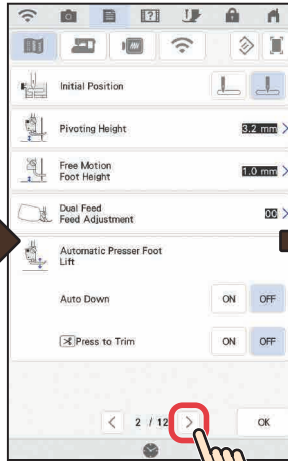 Initial Position
Pivoting Height
3.2 mm
Free Motion
Foot Height
1.0 mm
Dual Feed
Feed Adjustment
00
Automatic Presser Foot
Lift
Auto Down
ON
OFF
Press to Trim
ON
OFF
2 / 12
OK